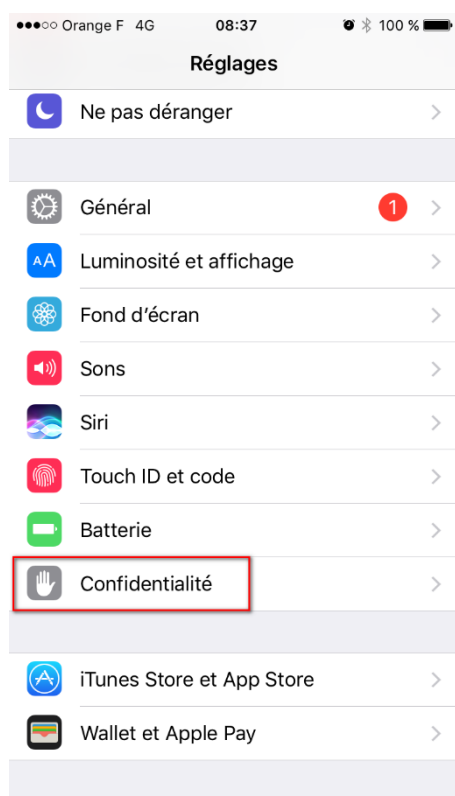 Orange F 4G 08:37 100 %
Réglages
Ne pas déranger
Général 1
AA Luminosité et affichage
Fond d’écran
Sons
Siri
Touch ID et code
Batterie
Confidentialité
iTunes Store et App Store
Wallet et Apple Pay